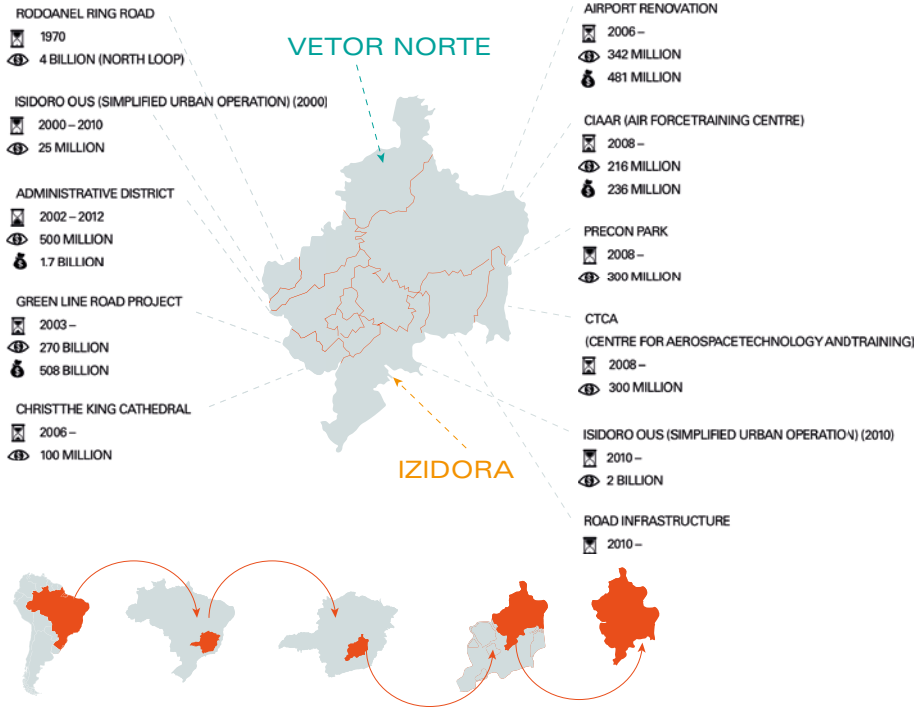 RODOANEL RING ROAD
1970
4 BILLION (NORTH LOOP)
ISIDORO OUS (SIMPLIFIED URBAN OPERATION) (2000)
2000 – 2010
25 MILLION
ADMINISTRATIVE DISTRICT
2002 – 2012
500 MILLION
1.7 BILLION
GREEN LINE ROAD PROJECT
2003 –
270 BILLION
508 BILLION
CHRISTTHE KING CATHEDRAL
2006 –
100 MILLION
VETOR NORTE
IZIDORA
AIRPORT RENOVATION
2006 –
342 MILLION
481 MILLION
CIAAR (AIR FORCETRAINING CENTRE)
2008 –
216 MILLION
236 MILLION
PRECON PARK
2008 –
300 MILLION
CTCA
(CENTRE FOR AEROSPACETECHNOLOGY ANDTRAINING)
2008 –
300 MILLION
ISIDORO OUS (SIMPLIFIED URBAN OPERATION) (2010)
2010 –
2 BILLION
ROAD INFRASTRUCTURE
2010 –